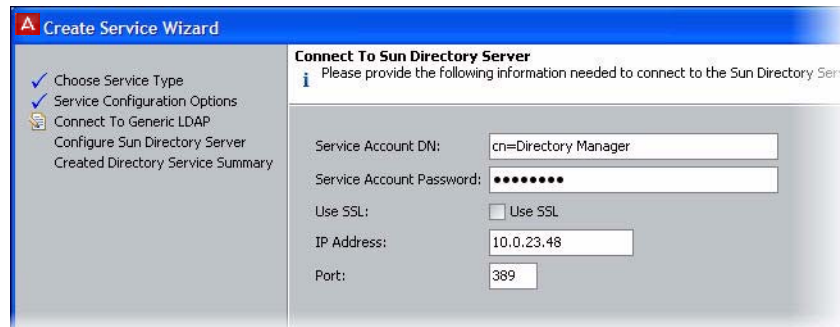 A Create Service Wizard
Choose Service Type
Service Configuration Options
Connect To Generic LDAP
Configure Sun Directory Server
Created Directory Service Summary
Connect To Sun Directory Server
Please provide the following information needed to connect to the Sun Directory Ser
Service Account DN: cn=Directory Manager
Service Account Password: ••••••••
Use SSL: Use SSL
IP Address: 10.0.23.48
Port: 389